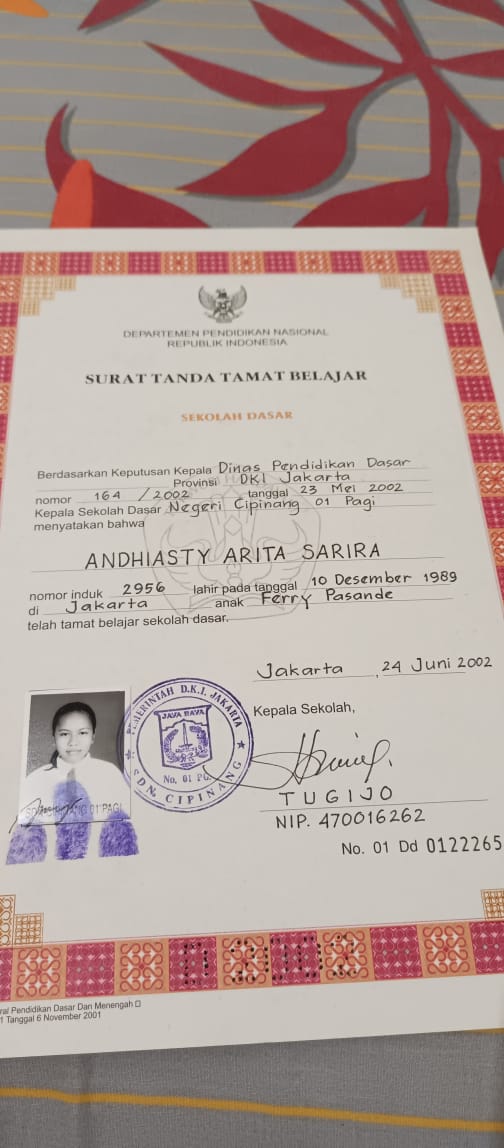 DEPARTEMEN PENDIDIKAN NASIONAL
REPUBLIK INDONESIA
SURAT TANDA TAMAT BELAJAR
SEKOLAH DASAR
Berdasarkan Keputusan Kepala Dinas Pendidikan Dasar
Provinsi DKI Jakarta
nomor 164 /2002 tanggal 23 Mei 2002
Kepala Sekolah Dasar Negeri Cipinang 01 Pagi
menyatakan bahwa
ANDHIASTY ARITA SARIRA
nomor induk 2956 lahir pada tanggal 10 Desember 1989
di Jakarta anak Ferry Pasande
telah tamat belajar sekolah dasar.
Jakarta, 24 Juni 2002
Kepala Sekolah,
PEMERINTAH D.K.I. JAKARTA
JAYA RAYA
No. 01 PG.
SDN. CIPINANG
01 PAGI
TUGIJO
NIP. 470016262
No. 01 Dd 0122265
Pendidikan Dasar Dan Menengah
1 Tanggal 6 November 2001